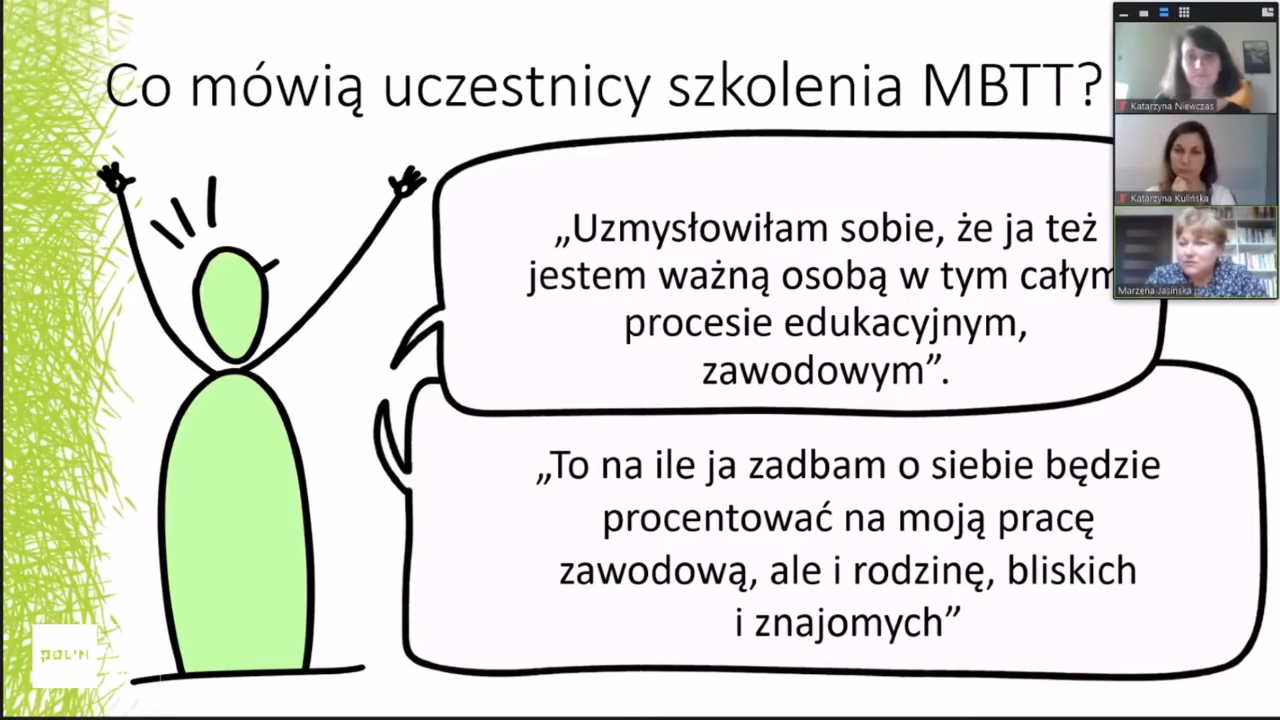 Co mówią uczestnicy szkolenia MBTT?
„Uzmysłowiłam sobie, że ja też
jestem ważną osobą w tym całym
procesie edukacyjnym,
zawodowym”.
„To na ile ja zadbam o siebie będzie
procentować na moją pracę
zawodową, ale i rodzinę, bliskich
i znajomych”
Katarzyna Niewczas
Katarzyna Kulińska
Marzena Jasińska
POLIN